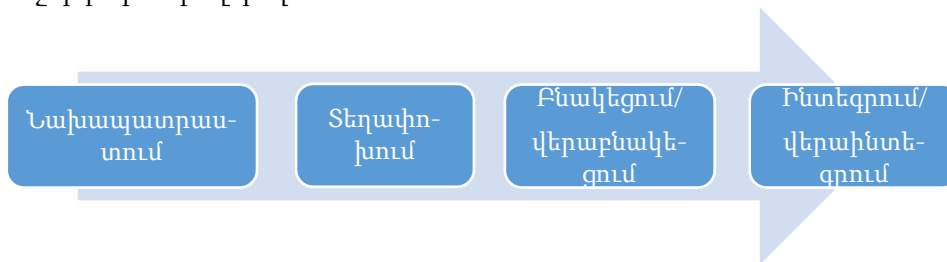 Նախապատրաս-
տում
Տեղափո-
խում
Բնակեցում/
վերաբնակե-
ցում
Ինտեգրում/
վերաինտե-
գրում